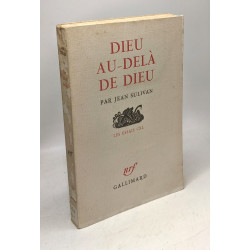 DIEU
AU-DELÀ
DE DIEU
PAR JEAN SULIVAN
nrf
GALLIMARD